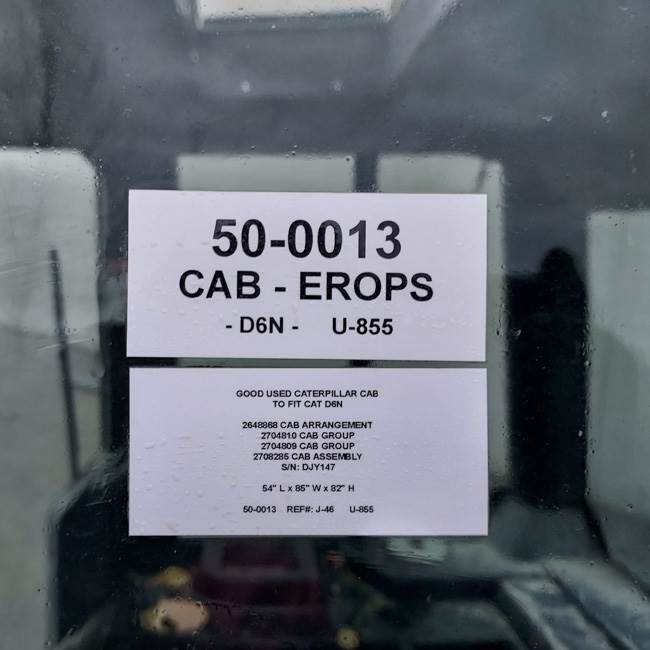 50-0013
CAB - EROPS
- D6N - U-855
GOOD USED CATERPILLAR CAB
TO FIT CAT D6N
2648868 CAB ARRANGEMENT
2704810 CAB GROUP
2704809 CAB GROUP
2708285 CAB ASSEMBLY
S/N: DJY147
54" L x 85" W x 82" H
50-0013 REF#: J-46 U-855